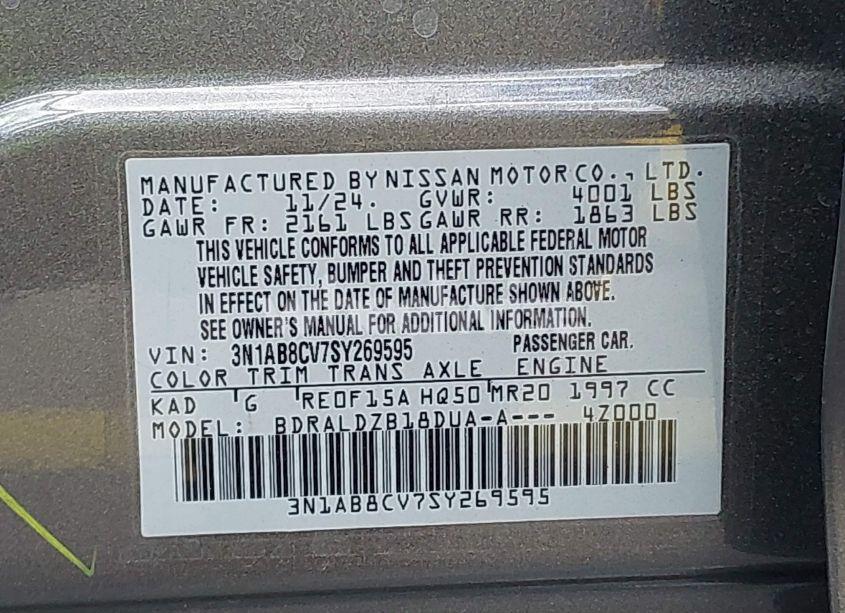 MANUFACTURED BY NISSAN MOTOR CO., LTD.
DATE: 11/24. GVWR: 4001 LBS
GAWR FR: 2161 LBS GAWR RR: 1863 LBS
THIS VEHICLE CONFORMS TO ALL APPLICABLE FEDERAL MOTOR
VEHICLE SAFETY, BUMPER AND THEFT PREVENTION STANDARDS
IN EFFECT ON THE DATE OF MANUFACTURE SHOWN ABOVE.
SEE OWNER'S MANUAL FOR ADDITIONAL INFORMATION.
VIN: 3N1AB8CV7SY269595 PASSENGER CAR.
COLOR TRIM TRANS AXLE ENGINE
KAD G RE0F15A HQ50 MR20 1997 CC
MODEL: BDRALDZB18DUA-A--- 4Z000
3N1AB8CV7SY269595